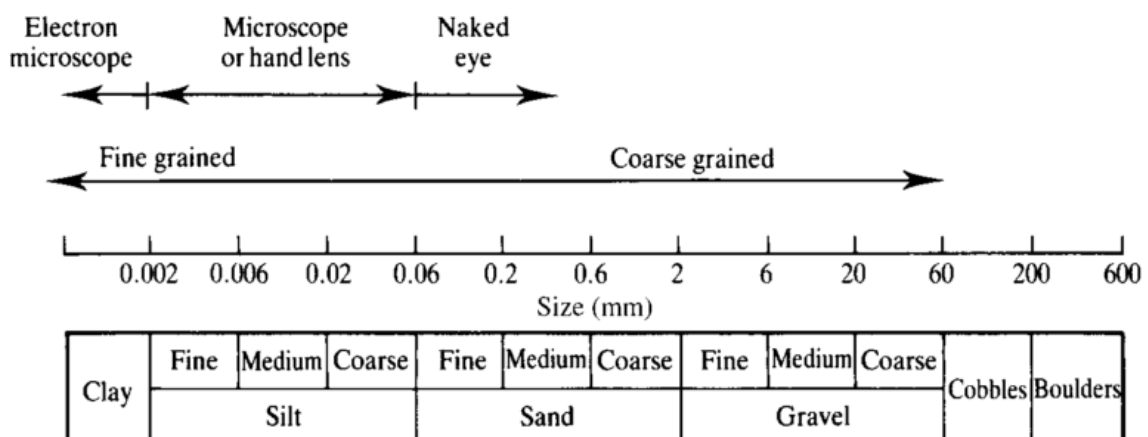 Electron
microscope
Microscope
or hand lens
Naked
eye
Fine grained
Coarse grained
0.002 0.006 0.02 0.06 0.2 0.6 2 6 20 60 200 600
Size (mm)
Clay
Fine Medium Coarse
Silt
Fine Medium Coarse
Sand
Fine Medium Coarse
Gravel
Cobbles
Boulders